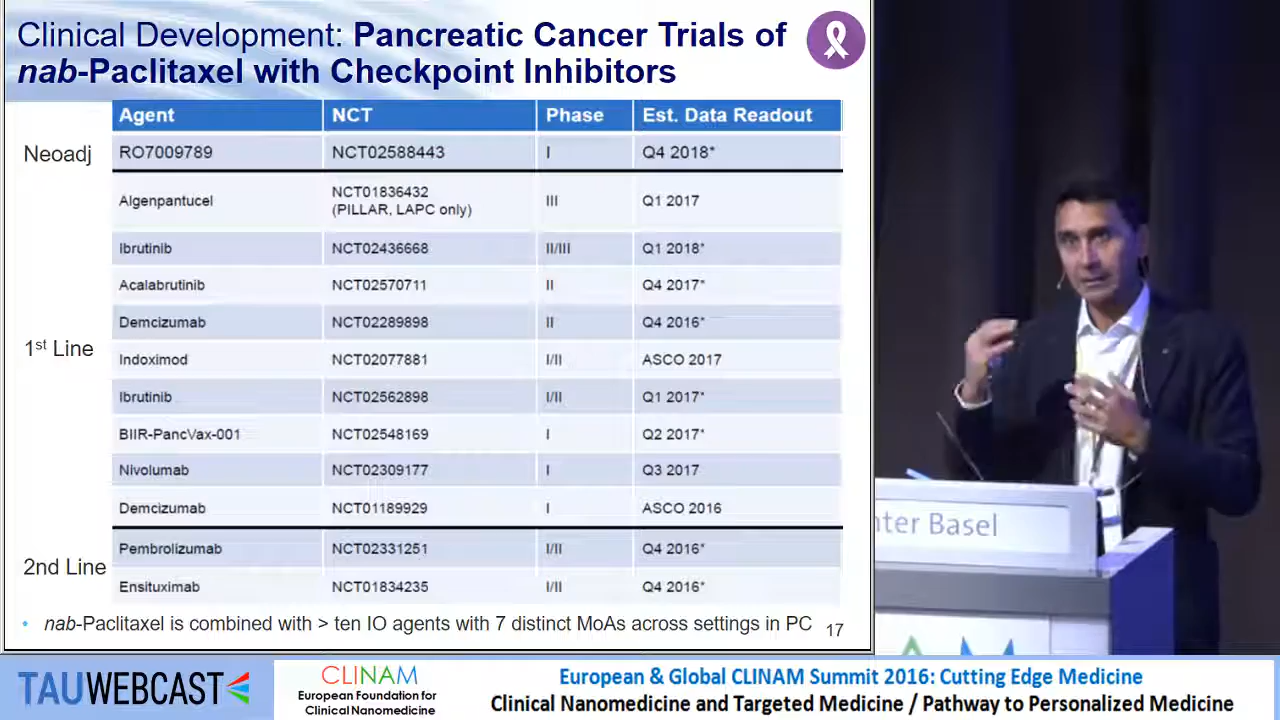 Clinical Development: Pancreatic Cancer Trials of
nab-Paclitaxel with Checkpoint Inhibitors
Agent NCT Phase Est. Data Readout
Neoadj RO7009789 NCT02588443 I Q4 2018*
Algenpantucel NCT01836432 (PILLAR, LAPC only) III Q1 2017
Ibrutinib NCT02436668 II/III Q1 2018*
Acalabrutinib NCT02570711 II Q4 2017*
Demcizumab NCT02289898 II Q4 2016*
1st Line
Indoximod NCT02077881 I/II ASCO 2017
Ibrutinib NCT02562898 I/II Q1 2017*
BIIR-PancVax-001 NCT02548169 I Q2 2017*
Nivolumab NCT02309177 I Q3 2017
Demcizumab NCT01189929 I ASCO 2016
Pembrolizumab NCT02331251 I/II Q4 2016*
2nd Line
Ensituximab NCT01834235 I/II Q4 2016*
• nab-Paclitaxel is combined with > ten IO agents with 7 distinct MoAs across settings in PC 17
nter Basel
TAUWEBCAST
CLINAM
European Foundation for
Clinical Nanomedicine
European & Global CLINAM Summit 2016: Cutting Edge Medicine
Clinical Nanomedicine and Targeted Medicine / Pathway to Personalized Medicine